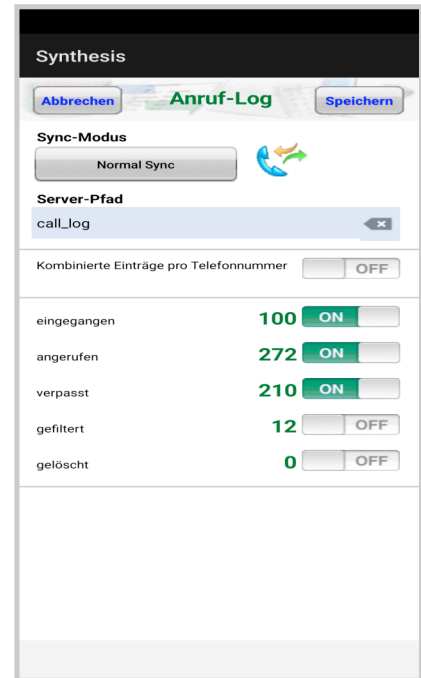 Synthesis
Abbrechen Anruf-Log Speichern
Sync-Modus
Normal Sync
Server-Pfad
call_log
Kombinierte Einträge pro Telefonnummer OFF
eingegangen 100 ON
angerufen 272 ON
verpasst 210 ON
gefiltert 12 OFF
gelöscht 0 OFF